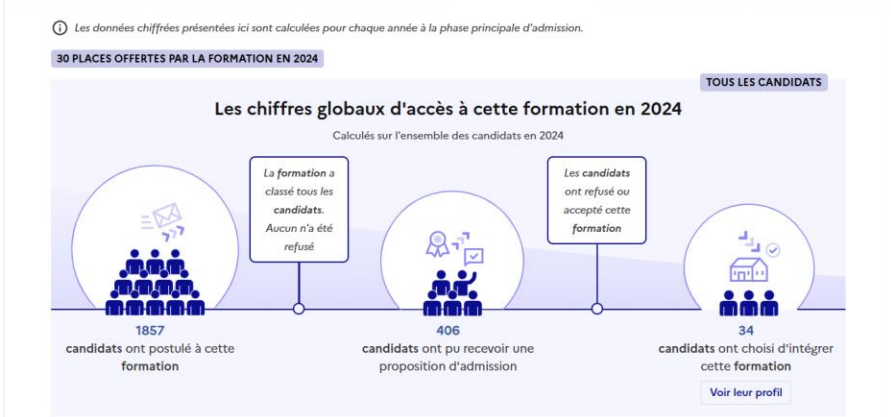 Les données chiffrées présentées ici sont calculées pour chaque année à la phase principale d'admission.
30 PLACES OFFERTES PAR LA FORMATION EN 2024
TOUS LES CANDIDATS
Les chiffres globaux d'accès à cette formation en 2024
Calculés sur l'ensemble des candidats en 2024
La formation a
classé tous les
candidats.
Aucun n'a été
refusé
Les candidats
ont refusé ou
accepté cette
formation
1857
candidats ont postulé à cette
formation
406
candidats ont pu recevoir une
proposition d'admission
34
candidats ont choisi d'intégrer
cette formation
Voir leur profil